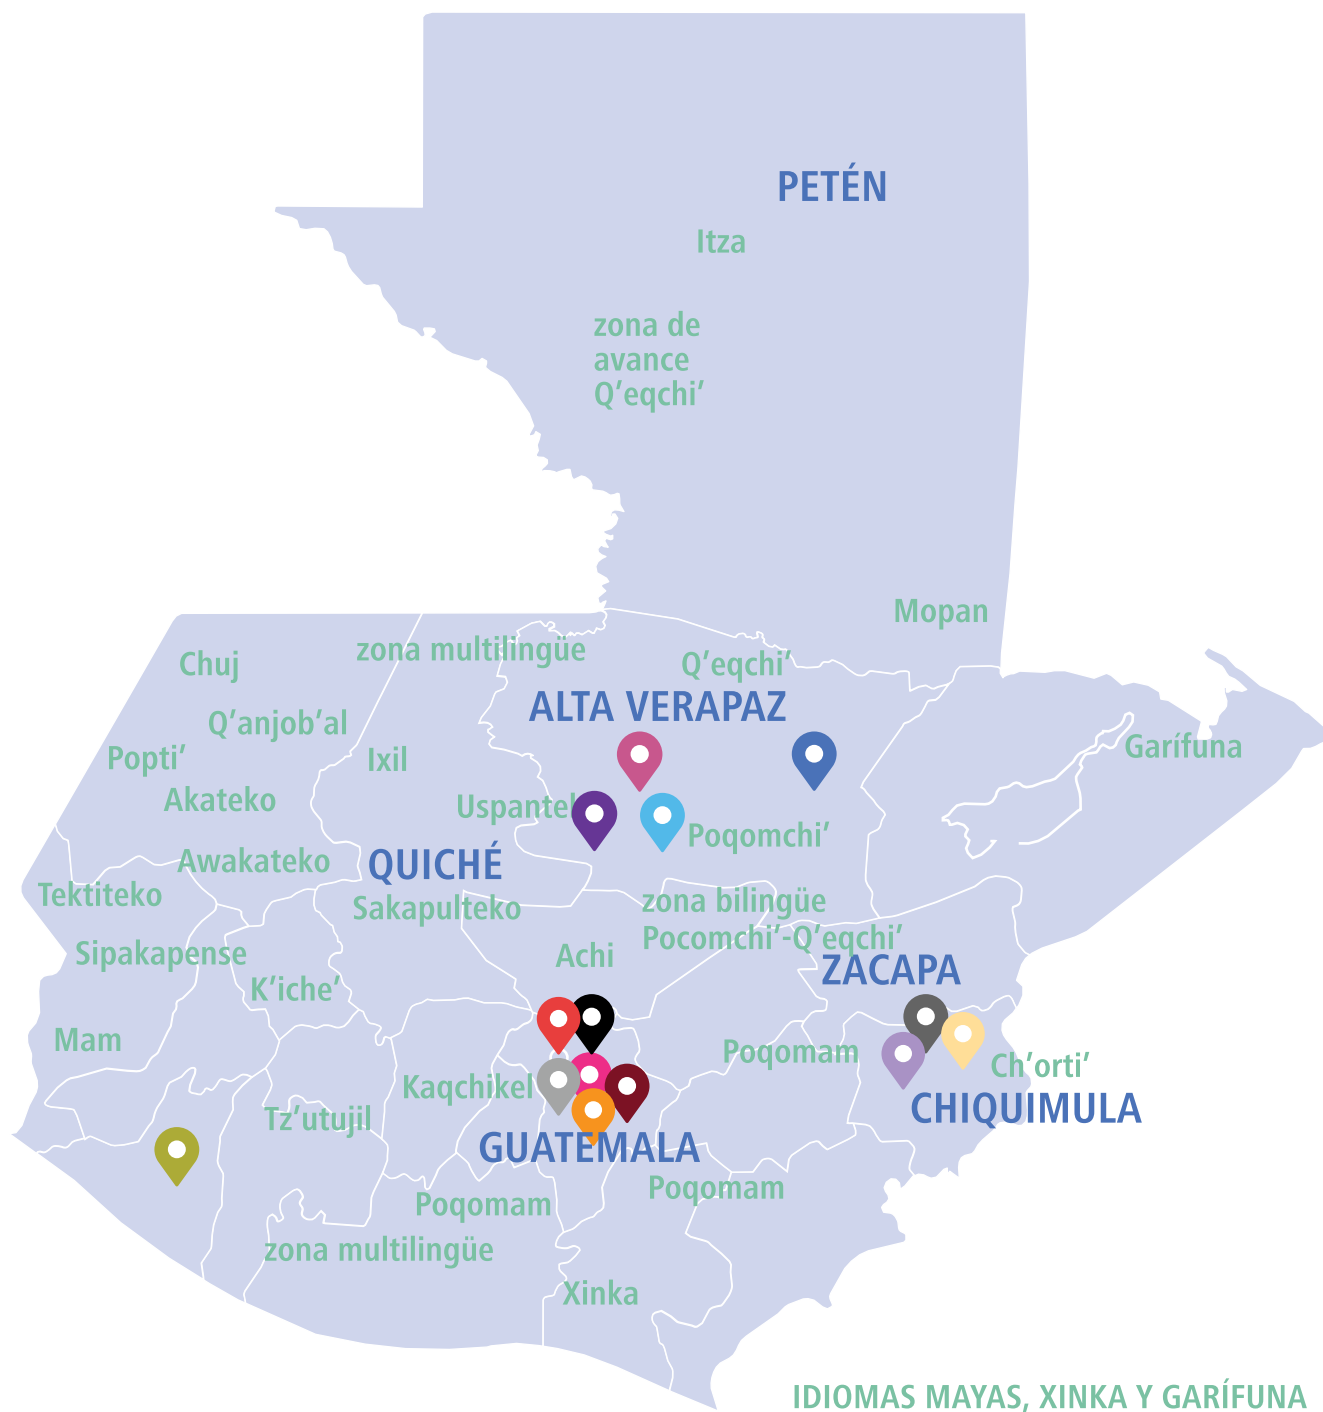 PETÉN
Itza
zona de
avance
Q’eqchi’
Mopan
zona multilingüe
Chuj
Q’eqchi’
ALTA VERAPAZ
Q’anjob’al
Garífuna
Popti’
Ixil
Akateko
Uspantek
Poqomchi’
Awakateko
QUICHÉ
Tektiteko
Sakapulteko
zona bilingüe
Pocomchi’-Q’eqchi’
Sipakapense
Achi
ZACAPA
K’iche’
Mam
Poqomam
Ch’orti’
Kaqchikel
CHIQUIMULA
Tz’utujil
GUATEMALA
Poqomam
Poqomam
zona multilingüe
Xinka
IDIOMAS MAYAS, XINKA Y GARÍFUNA